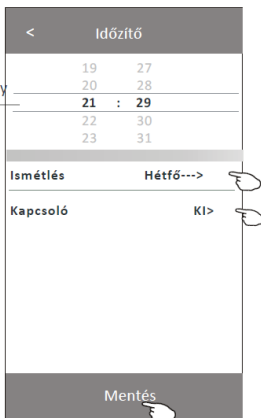 < Időzítő
19 27
20 28
y
21 : 29
22 30
23 31
Ismétlés Hétfő--->
Kapcsoló KI>
Mentés